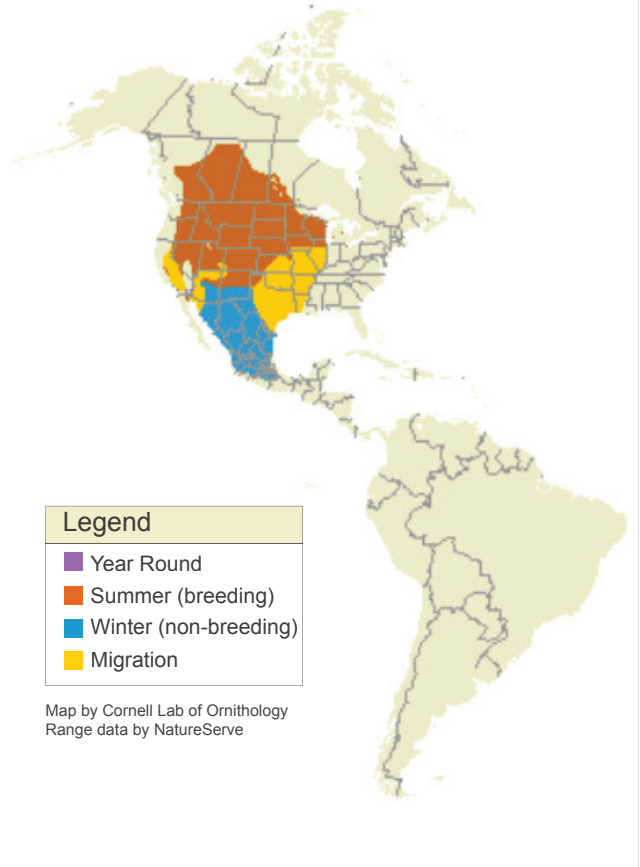 Legend
Year Round
Summer (breeding)
Winter (non-breeding)
Migration
Map by Cornell Lab of Ornithology
Range data by NatureServe